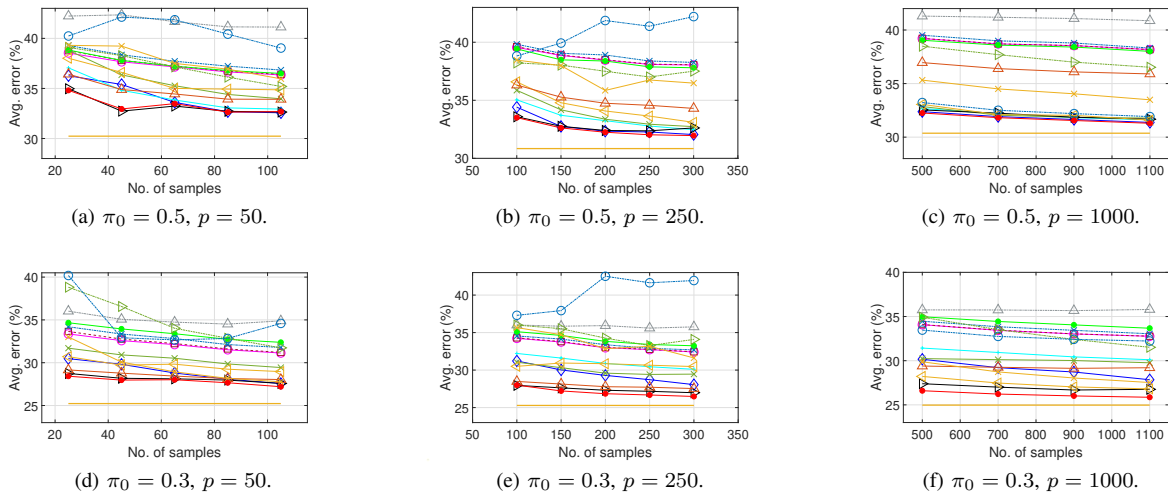 Avg. error (%)
40
35
30
20 40 60 80 100
No. of samples
(a) π0 = 0.5, p = 50.
Avg. error (%)
40
35
30
50 100 150 200 250 300 350
No. of samples
(b) π0 = 0.5, p = 250.
Avg. error (%)
40
35
30
500 600 700 800 900 1000 1100
No. of samples
(c) π0 = 0.5, p = 1000.
Avg. error (%)
40
35
30
25
20 40 60 80 100
No. of samples
(d) π0 = 0.3, p = 50.
Avg. error (%)
40
35
30
25
50 100 150 200 250 300 350
No. of samples
(e) π0 = 0.3, p = 250.
Avg. error (%)
40
35
30
25
500 600 700 800 900 1000 1100
No. of samples
(f) π0 = 0.3, p = 1000.